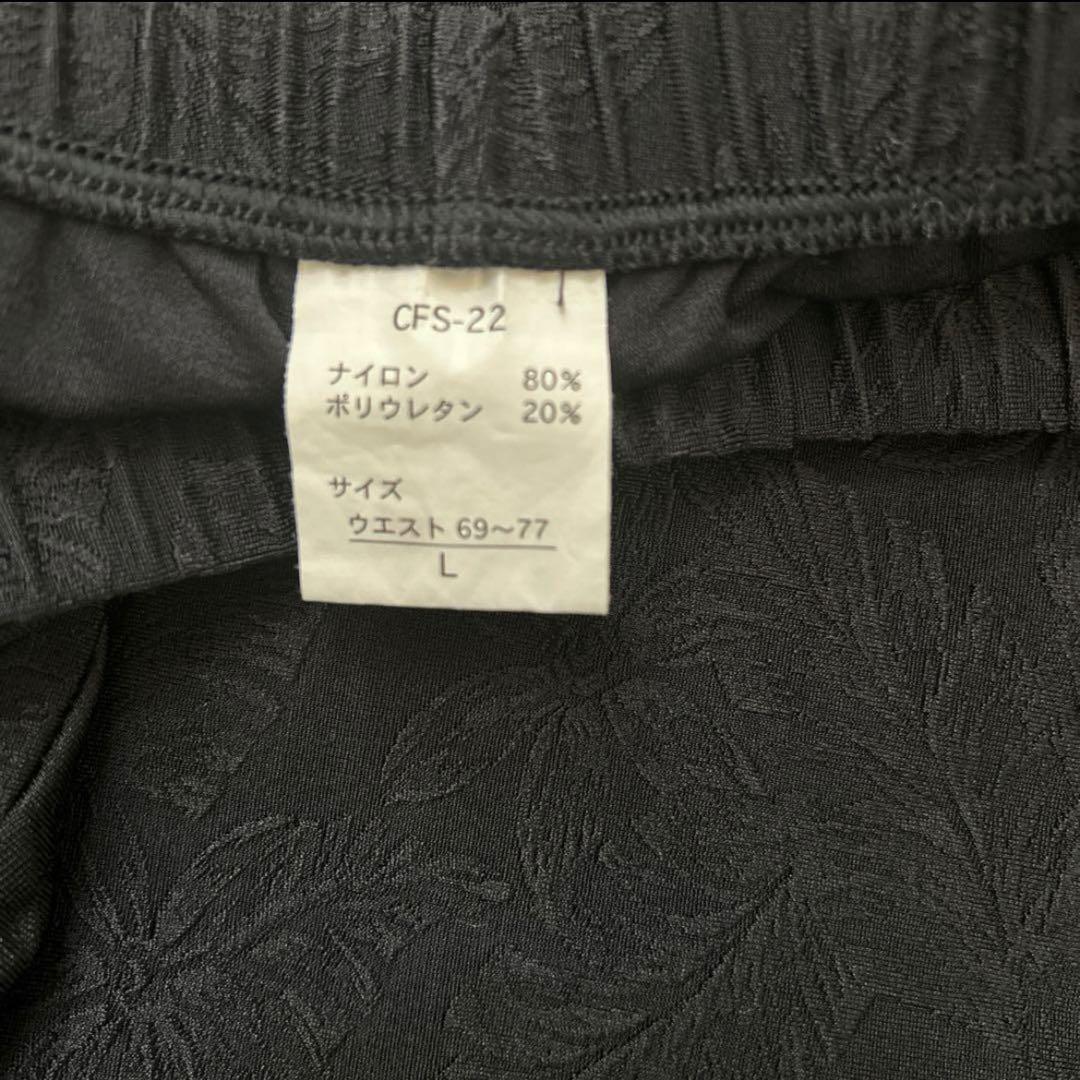 CFS-22
ナイロン 80%
ポリウレタン 20%
サイズ
ウエスト 69〜77
L